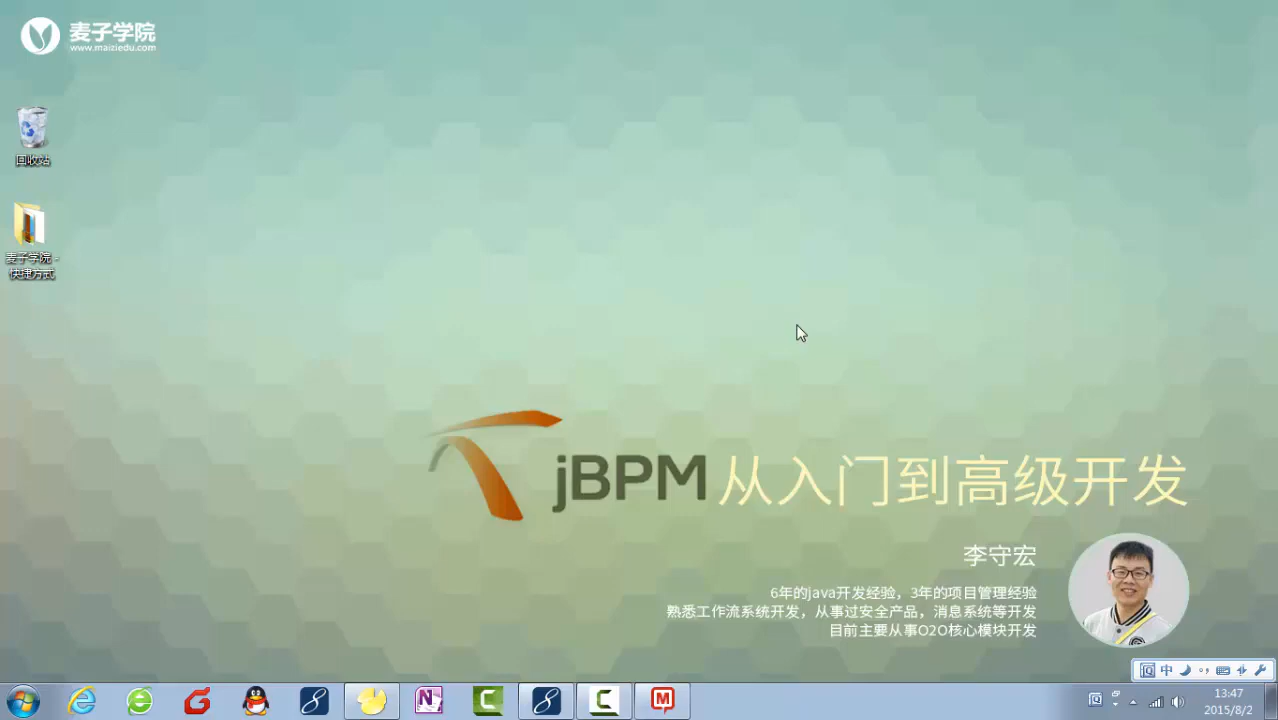 麦子学院
www.maiziedu.com
回收站
麦子学院 -
快捷方式
jBPM从入门到高级开发
李守宏
6年的java开发经验，3年的项目管理经验
熟悉工作流系统开发，从事过安全产品，消息系统等开发
目前主要从事O2O核心模块开发
中
13:47
2015/8/2